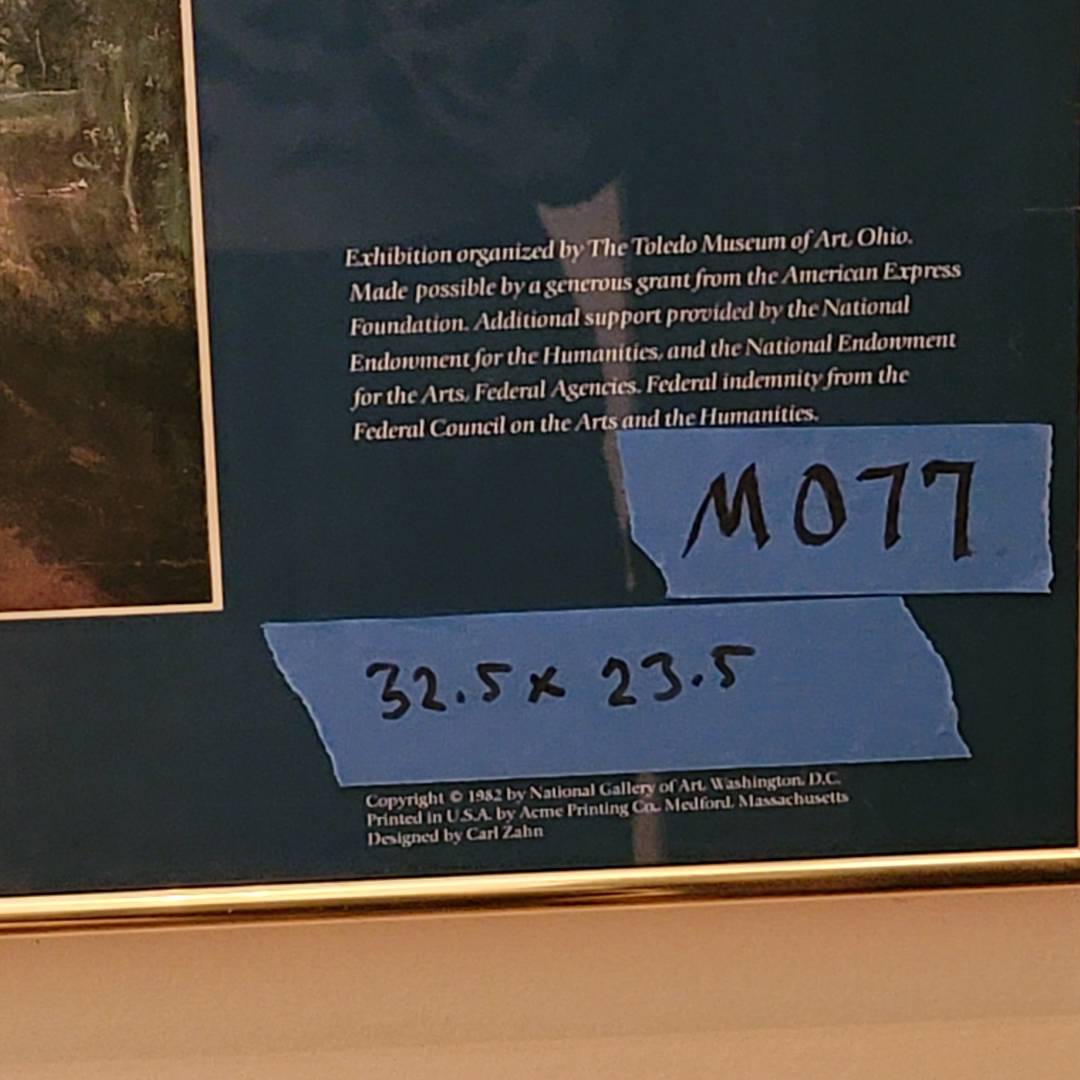 Exhibition organized by The Toledo Museum of Art, Ohio.
Made possible by a generous grant from the American Express
Foundation. Additional support provided by the National
Endowment for the Humanities, and the National Endowment
for the Arts, Federal Agencies. Federal indemnity from the
Federal Council on the Arts and the Humanities.
M077
32.5 x 23.5
Copyright © 1982 by National Gallery of Art, Washington, D.C.
Printed in U.S.A. by Acme Printing Co., Medford, Massachusetts
Designed by Carl Zahn